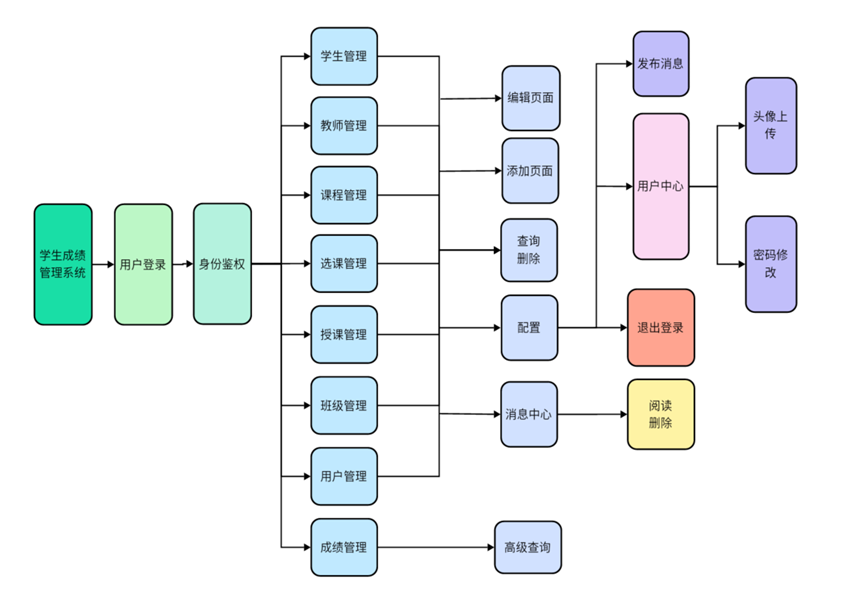 学生成绩
管理系统
用户登录
身份鉴权
学生管理
教师管理
课程管理
选课管理
授课管理
班级管理
用户管理
成绩管理
编辑页面
添加页面
查询
删除
配置
消息中心
高级查询
发布消息
用户中心
退出登录
阅读
删除
头像上
传
密码修
改